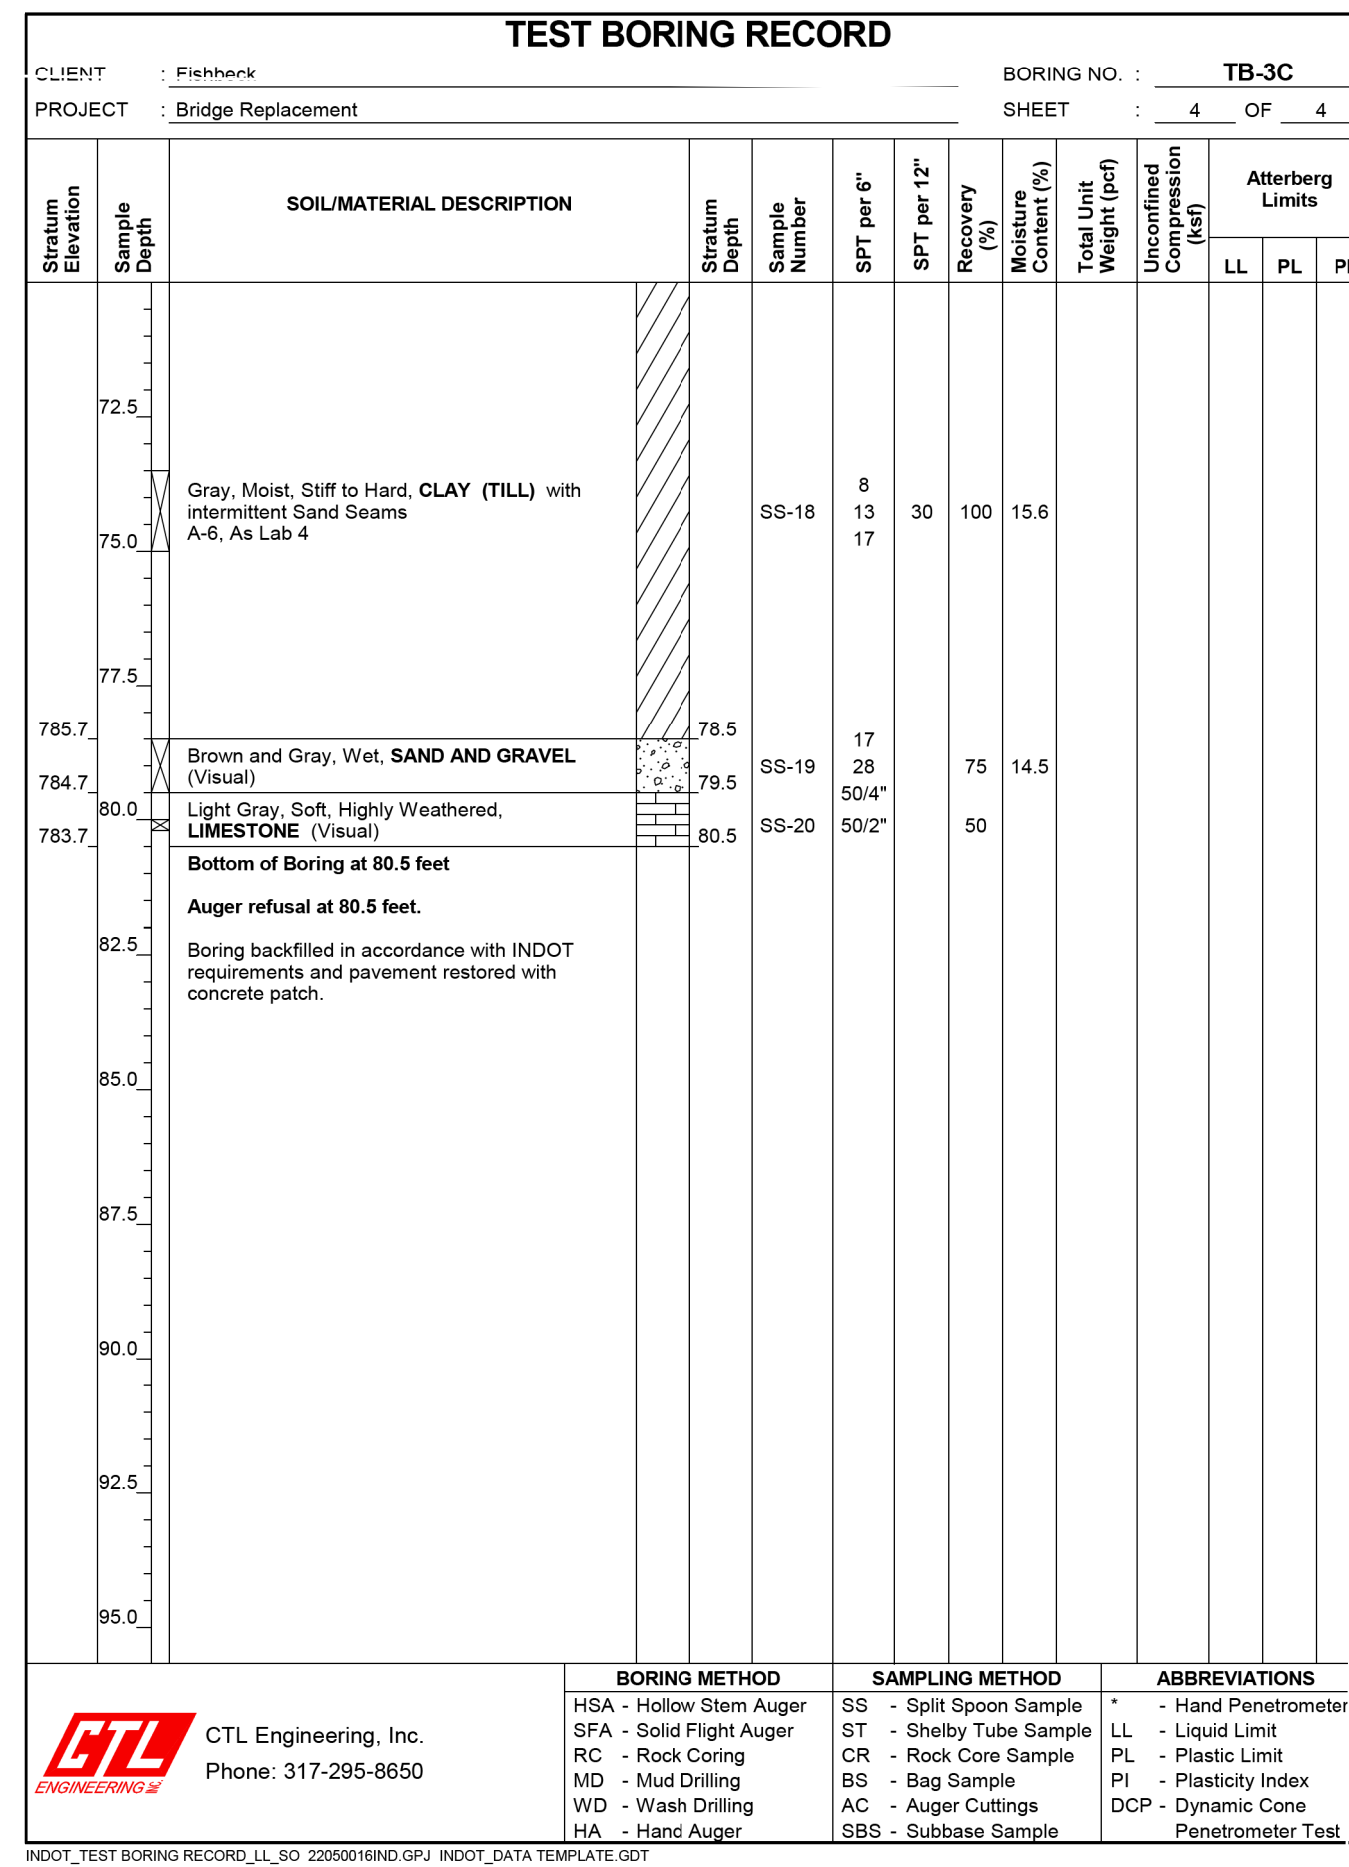 TEST BORING RECORD
CLIENT : Fishbeck BORING NO. : TB-3C
PROJECT : Bridge Replacement SHEET : 4 OF 4
Stratum Elevation
Sample Depth
SOIL/MATERIAL DESCRIPTION
Stratum Depth
Sample Number
SPT per 6"
SPT per 12"
Recovery (%)
Moisture Content (%)
Total Unit Weight (pcf)
Unconfined Compression (ksf)
Atterberg Limits
LL PL
72.5
Gray, Moist, Stiff to Hard, CLAY (TILL) with 8
intermittent Sand Seams SS-18 13 30 100 15.6
A-6, As Lab 4 17
75.0
77.5
785.7 78.5
17
Brown and Gray, Wet, SAND AND GRAVEL SS-19 28 75 14.5
(Visual)
784.7 79.5 50/4"
80.0 Light Gray, Soft, Highly Weathered,
LIMESTONE (Visual) SS-20 50/2" 50
783.7 80.5
Bottom of Boring at 80.5 feet
Auger refusal at 80.5 feet.
82.5 Boring backfilled in accordance with INDOT
requirements and pavement restored with
concrete patch.
85.0
87.5
90.0
92.5
95.0
CTL
ENGINEERING
CTL Engineering, Inc.
Phone: 317-295-8650
BORING METHOD
HSA - Hollow Stem Auger
SFA - Solid Flight Auger
RC - Rock Coring
MD - Mud Drilling
WD - Wash Drilling
HA - Hand Auger
SAMPLING METHOD
SS - Split Spoon Sample
ST - Shelby Tube Sample
CR - Rock Core Sample
BS - Bag Sample
AC - Auger Cuttings
SBS - Subbase Sample
ABBREVIATIONS
* - Hand Penetrometer
LL - Liquid Limit
PL - Plastic Limit
PI - Plasticity Index
DCP - Dynamic Cone
Penetrometer Test
INDOT_TEST BORING RECORD_LL_SO 22050016IND.GPJ INDOT_DATA TEMPLATE.GDT